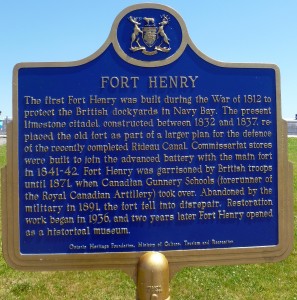 FORT HENRY
The first Fort Henry was built during the War of 1812 to
protect the British dockyards in Navy Bay. The present
limestone citadel, constructed between 1832 and 1837, re-
placed the old fort as part of a larger plan for the defence
of the recently completed Rideau Canal. Commissariat stores
were built to join the advanced battery with the main fort
in 1841-42. Fort Henry was garrisoned by British troops
until 1871, when Canadian Gunnery Schools (forerunner of
the Royal Canadian Artillery) took over. Abandoned by the
military in 1891, the fort fell into disrepair. Restoration
work began in 1936, and two years later Fort Henry opened
as a historical museum.
Ontario Heritage Foundation, Ministry of Culture, Tourism and Recreation